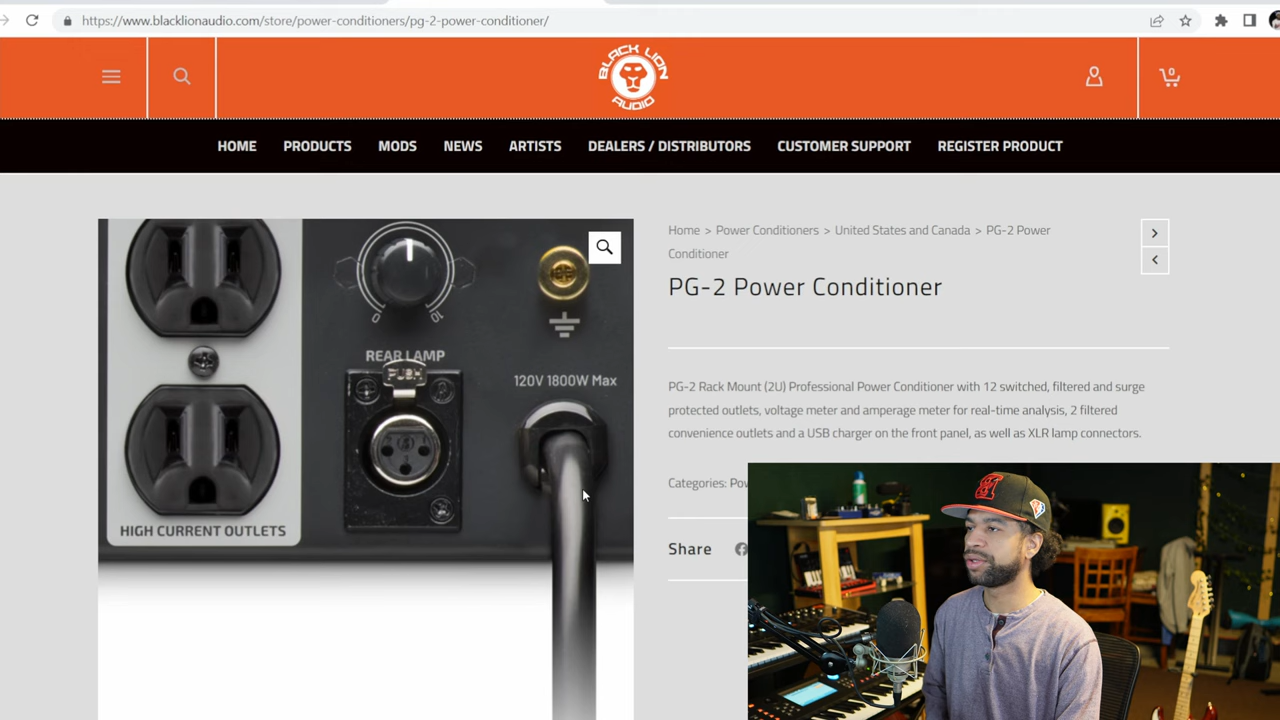 https://www.blacklionaudio.com/store/power-conditioners/pg-2-power-conditioner/
BLACK LION
AUDIO
0
HOME PRODUCTS MODS NEWS ARTISTS DEALERS / DISTRIBUTORS CUSTOMER SUPPORT REGISTER PRODUCT
Home > Power Conditioners > United States and Canada > PG-2 Power
Conditioner
PG-2 Power Conditioner
0 10
REAR LAMP
PUSH
120V 1800W Max
HIGH CURRENT OUTLETS
PG-2 Rack Mount (2U) Professional Power Conditioner with 12 switched, filtered and surge
protected outlets, voltage meter and amperage meter for real-time analysis, 2 filtered
convenience outlets and a USB charger on the front panel, as well as XLR lamp connectors.
Categories:
Share